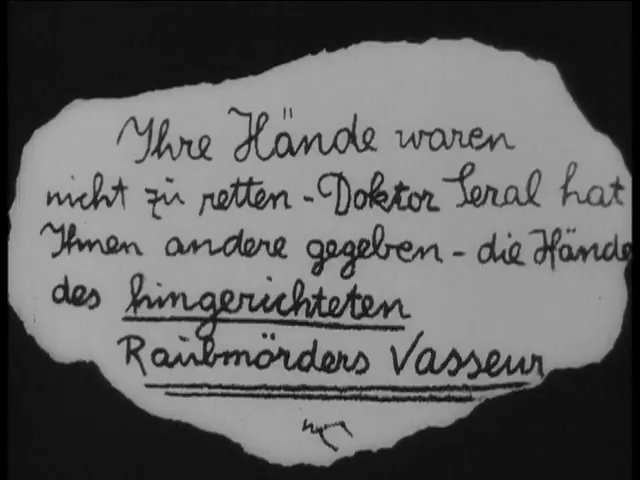 Ihre Hände waren
nicht zu retten - Doktor Seral hat
Ihnen andere gegeben - die Hände
des hingerichteten
Raubmörders Vasseur